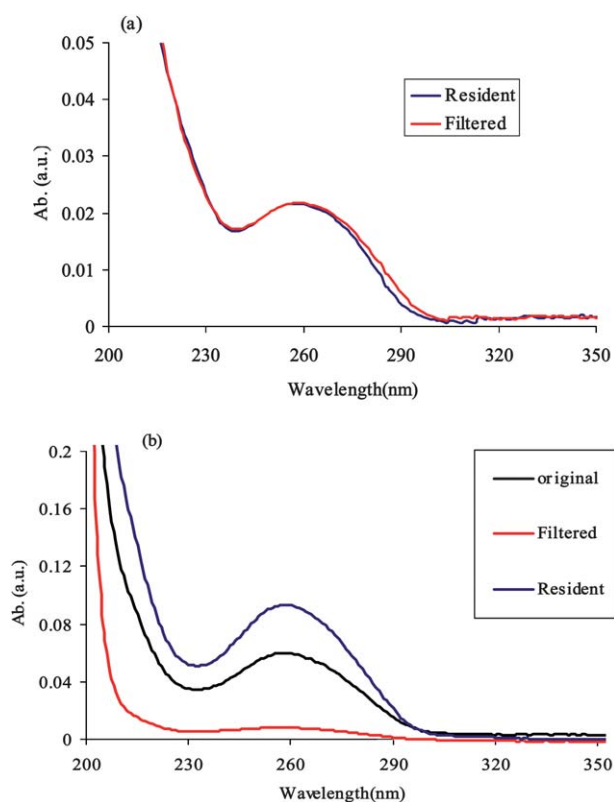 (a)
0.05
0.04
0.03
0.02
0.01
0
Ab. (a.u.)
Resident
Filtered
200 230 260 290 320 350
Wavelength(nm)
(b)
0.2
0.16
0.12
0.08
0.04
0
Ab. (a.u.)
original
Filtered
Resident
200 230 260 290 320 350
Wavelength(nm)